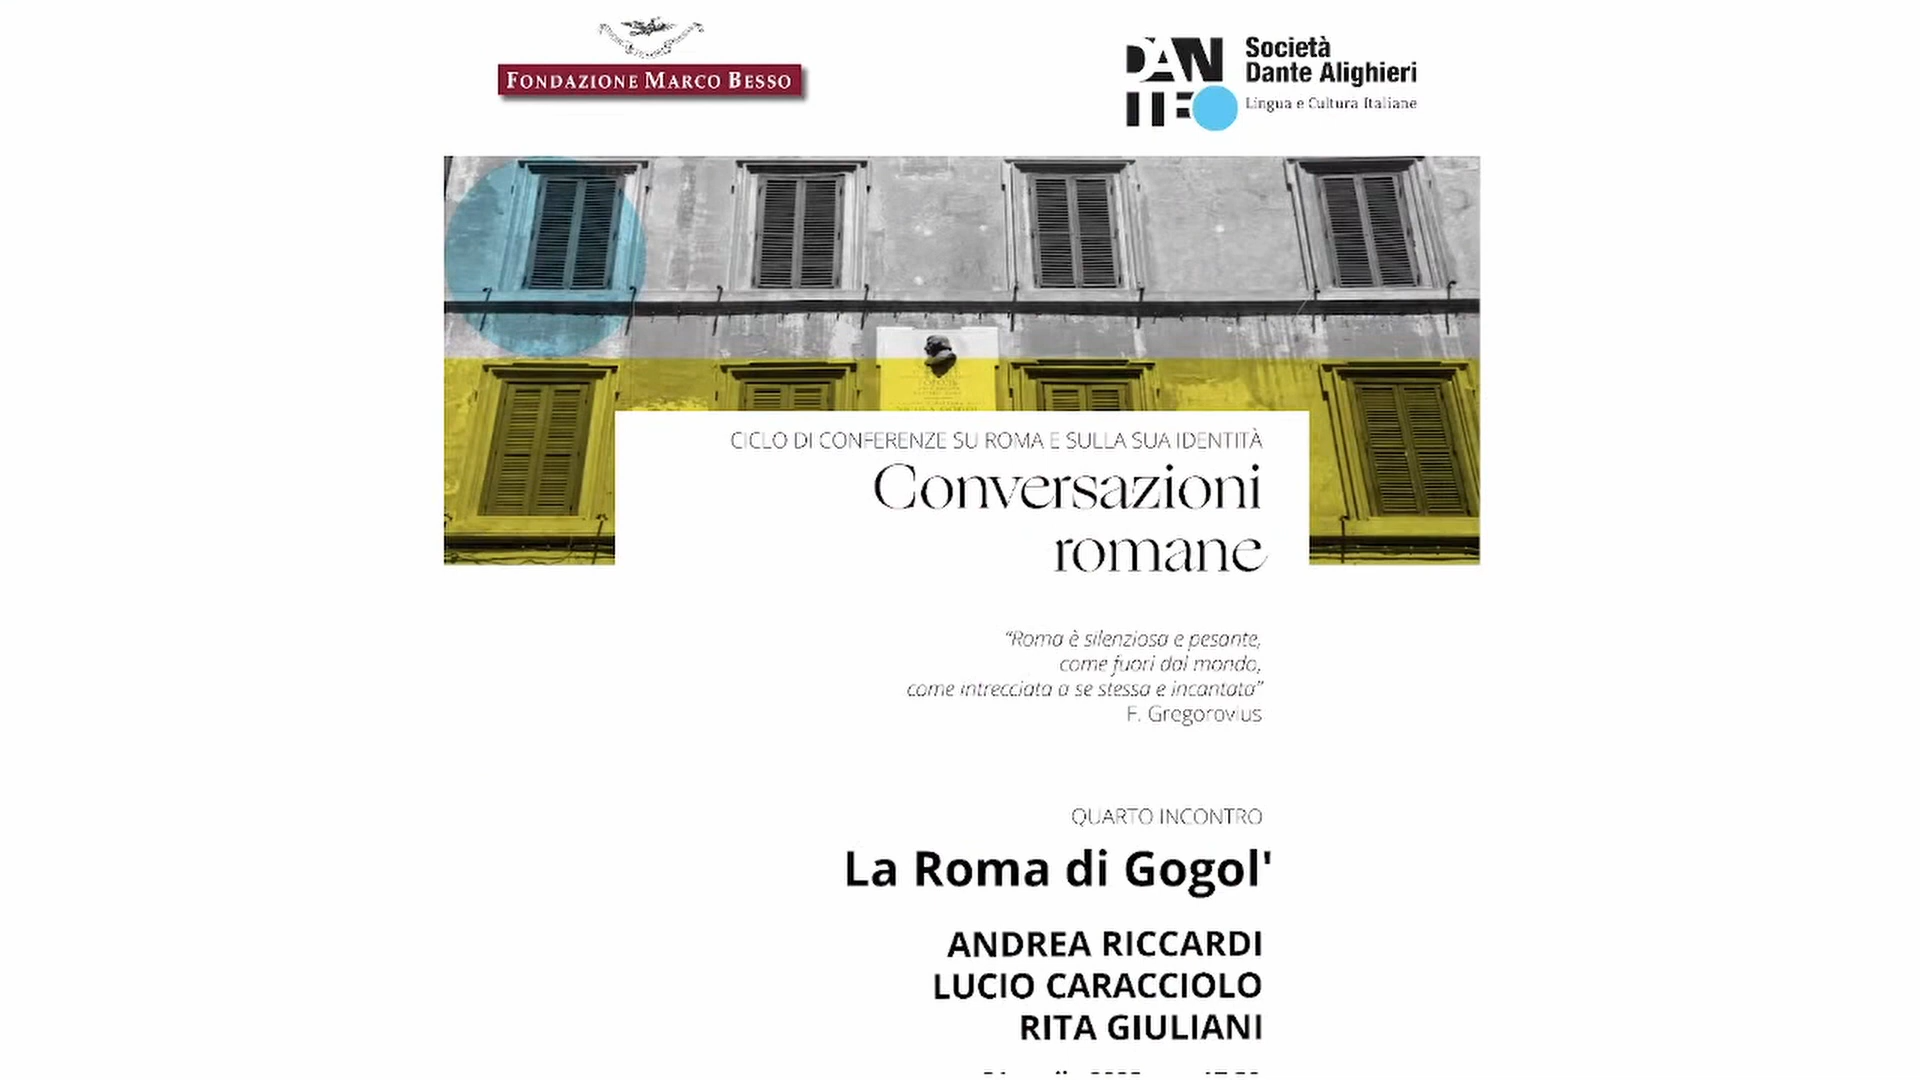 FONDAZIONE MARCO BESSO
DANTE
Società
Dante Alighieri
Lingua e Cultura Italiane
CICLO DI CONFERENZE SU ROMA E SULLA SUA IDENTITÀ
Conversazioni
romane
“Roma è silenziosa e pesante,
come fuori dal mondo,
come intrecciata a se stessa e incantata”
F. Gregorovius
QUARTO INCONTRO
La Roma di Gogol'
ANDREA RICCARDI
LUCIO CARACCIOLO
RITA GIULIANI